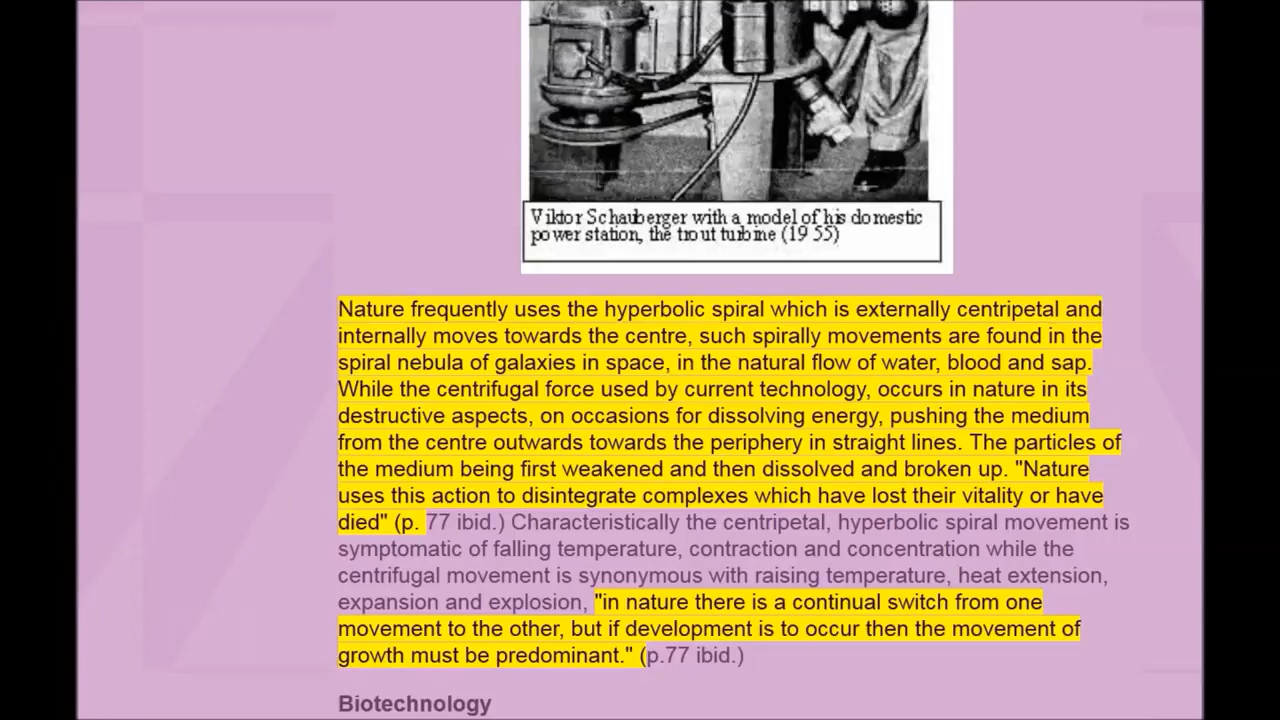 Viktor Schauberger with a model of his domestic
power station, the trout turbine (19 55)
Nature frequently uses the hyperbolic spiral which is externally centripetal and
internally moves towards the centre, such spirally movements are found in the
spiral nebula of galaxies in space, in the natural flow of water, blood and sap.
While the centrifugal force used by current technology, occurs in nature in its
destructive aspects, on occasions for dissolving energy, pushing the medium
from the centre outwards towards the periphery in straight lines. The particles of
the medium being first weakened and then dissolved and broken up. "Nature
uses this action to disintegrate complexes which have lost their vitality or have
died" (p. 77 ibid.) Characteristically the centripetal, hyperbolic spiral movement is
symptomatic of falling temperature, contraction and concentration while the
centrifugal movement is synonymous with raising temperature, heat extension,
expansion and explosion, "in nature there is a continual switch from one
movement to the other, but if development is to occur then the movement of
growth must be predominant." (p.77 ibid.)
Biotechnology